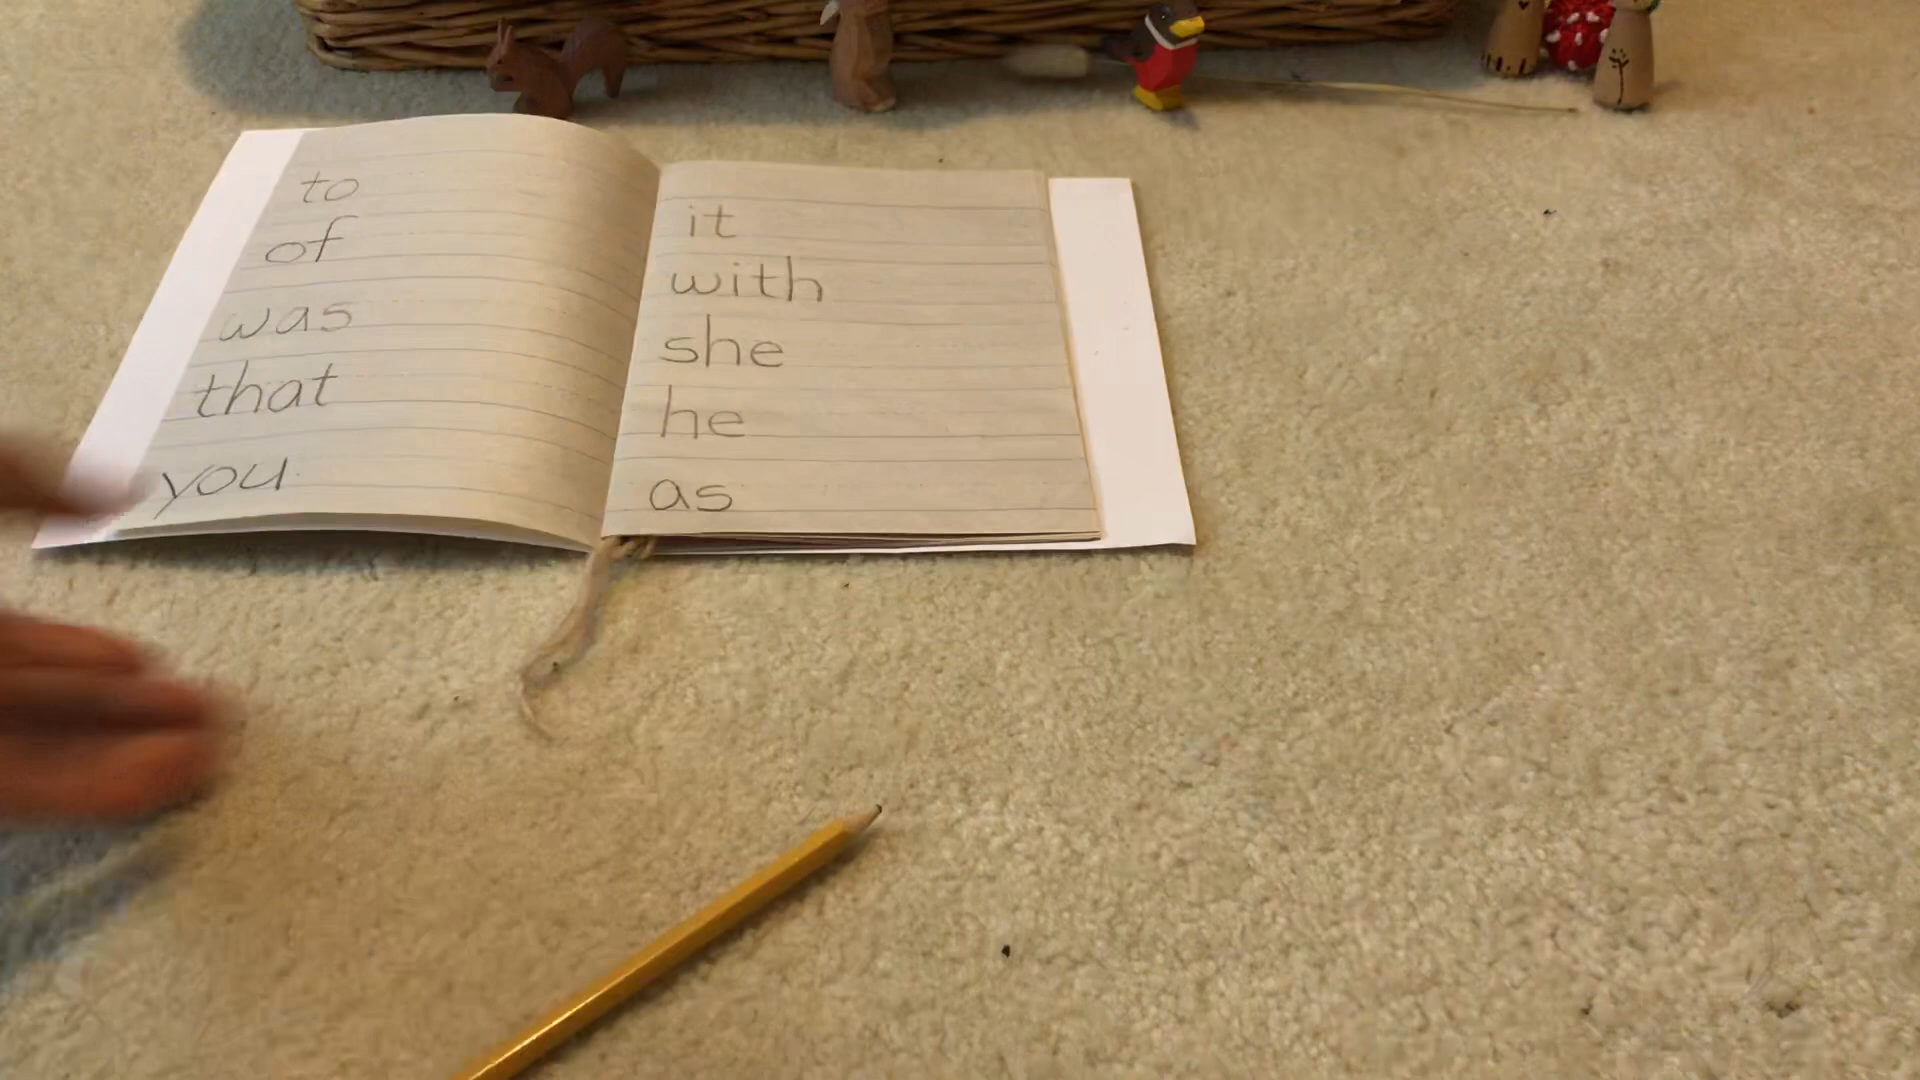 to
of
was
that
you
it
with
she
he
as